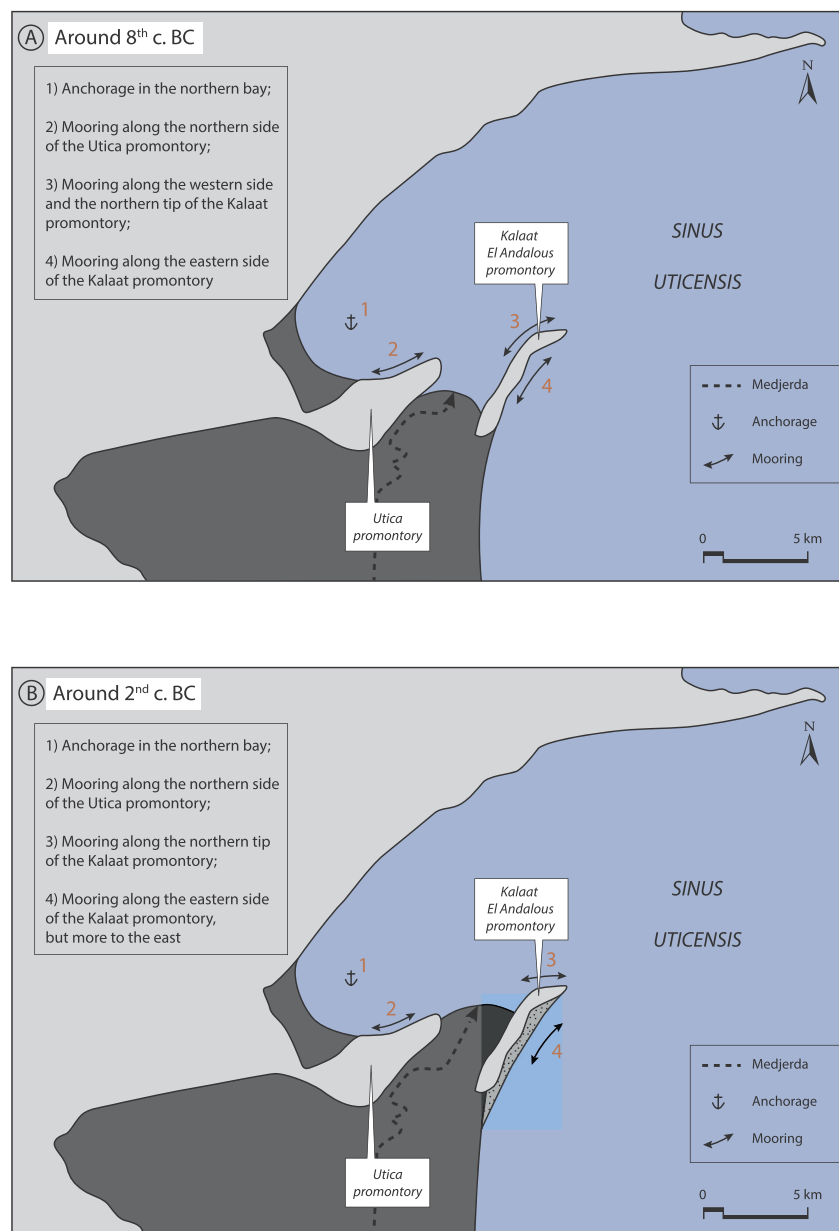 A Around 8th c. BC
1) Anchorage in the northern bay;
2) Mooring along the northern side
of the Utica promontory;
3) Mooring along the western side
and the northern tip of the Kalaat
promontory;
4) Mooring along the eastern side
of the Kalaat promontory
N
Kalaat
El Andalous
promontory
SINUS
UTICENSIS
1
2
3
4
Utica
promontory
Medjerda
Anchorage
Mooring
0 5 km
B Around 2nd c. BC
1) Anchorage in the northern bay;
2) Mooring along the northern side
of the Utica promontory;
3) Mooring along the northern tip
of the Kalaat promontory;
4) Mooring along the eastern side
of the Kalaat promontory,
but more to the east
N
Kalaat
El Andalous
promontory
SINUS
UTICENSIS
1
2
3
4
Utica
promontory
Medjerda
Anchorage
Mooring
0 5 km